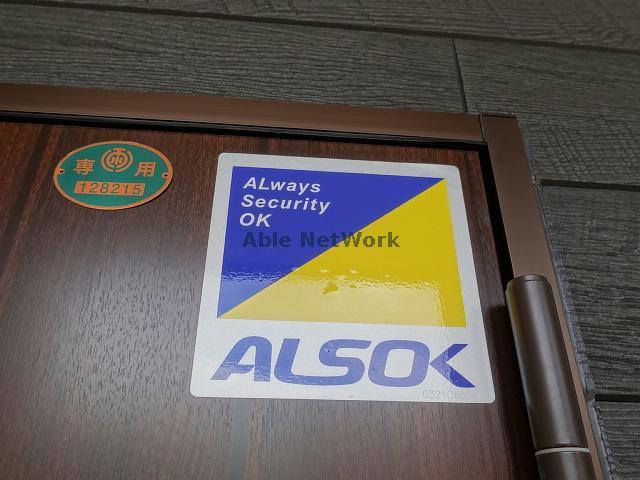 専 用
128215
ALways
Security
OK
Able NetWork
ALSOK